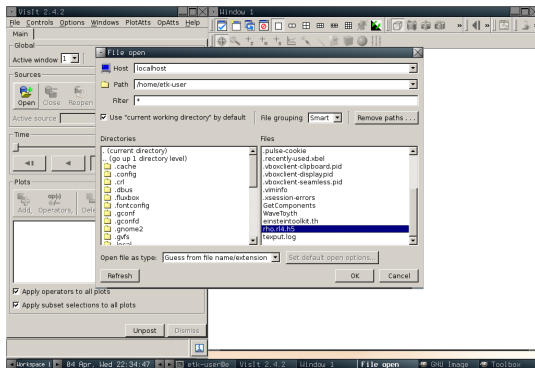 VisIt 2.4.2
Window 1
File Controls Options Windows PlotAtts OpAtts Help
Main
Global
Active window 1
Sources
Open Close Reopen
Active source
Time
Plots
Add, Operators, Dele
Apply operators to all plots
Apply subset selections to all plots
Unpost Dismiss
File open
Host localhost
Path /home/etk-user
Filter *
Use "current working directory" by default
File grouping Smart
Remove paths ...
Directories
. (current directory)
.. (go up 1 directory level)
.cache
.config
.crl
.dbus
.fluxbox
.fontconfig
.gconf
.gconfd
.gnome2
.gvfs
.local
Files
.pulse-cookie
.recently-used.xbel
.vboxclient-clipboard.pid
.vboxclient-display.pid
.vboxclient-seamless.pid
.viminfo
.xsession-errors
GetComponents
WaveToy.th
einsteintoolkit.th
rho.rl4.h5
texput.log
Open file as type: Guess from file name/extension
Set default open options...
Refresh OK Cancel
Workspace 1 04 Apr, Wed 22:34:47 etk-user@e VisIt 2.4.2 Window 1 File open GNU Image Toolbox